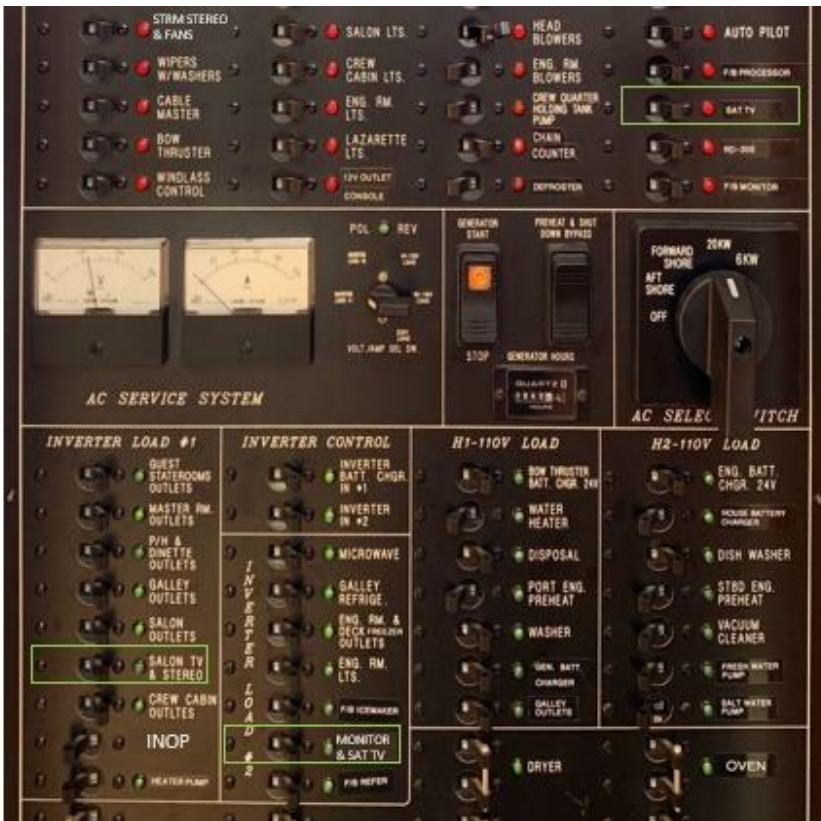 STRM STEREO
& FANS
WIPERS
W/WASHERS
CABLE
MASTER
BOW
THRUSTER
WINDLASS
CONTROL
SALON LTS.
CREW
CABIN LTS.
ENG. RM.
LTS.
LAZARETTE
LTS.
12V OUTLET
CONSOLE
HEAD
BLOWERS
ENG. RM.
BLOWERS
CREW QUARTER
HOLDING TANK
PUMP
CHAIN
COUNTER
DEFROSTER
AUTO PILOT
F/B PROCESSOR
SAT TV
F/B MONITOR
V
A
POL REV
VOLT./AMP SEL SW.
GENERATOR
START
STOP
PREHEAT & SHUT
DOWN BYPASS
GENERATOR HOURS
QUARTZ
HOURS
FORWARD
SHORE
20KW
6KW
AFT
SHORE
OFF
AC SERVICE SYSTEM
AC SELEC ITCH
INVERTER LOAD #1
GUEST
STATEROOMS
OUTLETS
MASTER RM.
OUTLETS
P/H &
DINETTE
OUTLETS
GALLEY
OUTLETS
SALON
OUTLETS
SALON TV
& STEREO
CREW CABIN
OUTLTES
INOP
HEATER PUMP
INVERTER CONTROL
INVERTER
BATT. CHGR.
IN #1
INVERTER
IN #2
INVERTER LOAD #2
MICROWAVE
GALLEY
REFRIGE.
ENG. RM. &
DECK FREEZER
OUTLETS
ENG. RM.
LTS.
F/B ICEMAKER
MONITOR
& SAT TV
F/B REFER
H1-110V LOAD
BOW THRUSTER
BATT. CHGR. 24V
WATER
HEATER
DISPOSAL
PORT ENG.
PREHEAT
WASHER
GEN. BATT.
CHARGER
GALLEY
OUTLETS
DRYER
H2-110V LOAD
ENG. BATT.
CHGR. 24V
HOUSE BATTERY
CHARGER
DISH WASHER
STBD ENG.
PREHEAT
VACUUM
CLEANER
FRESH WATER
PUMP
SALT WATER
PUMP
OVEN